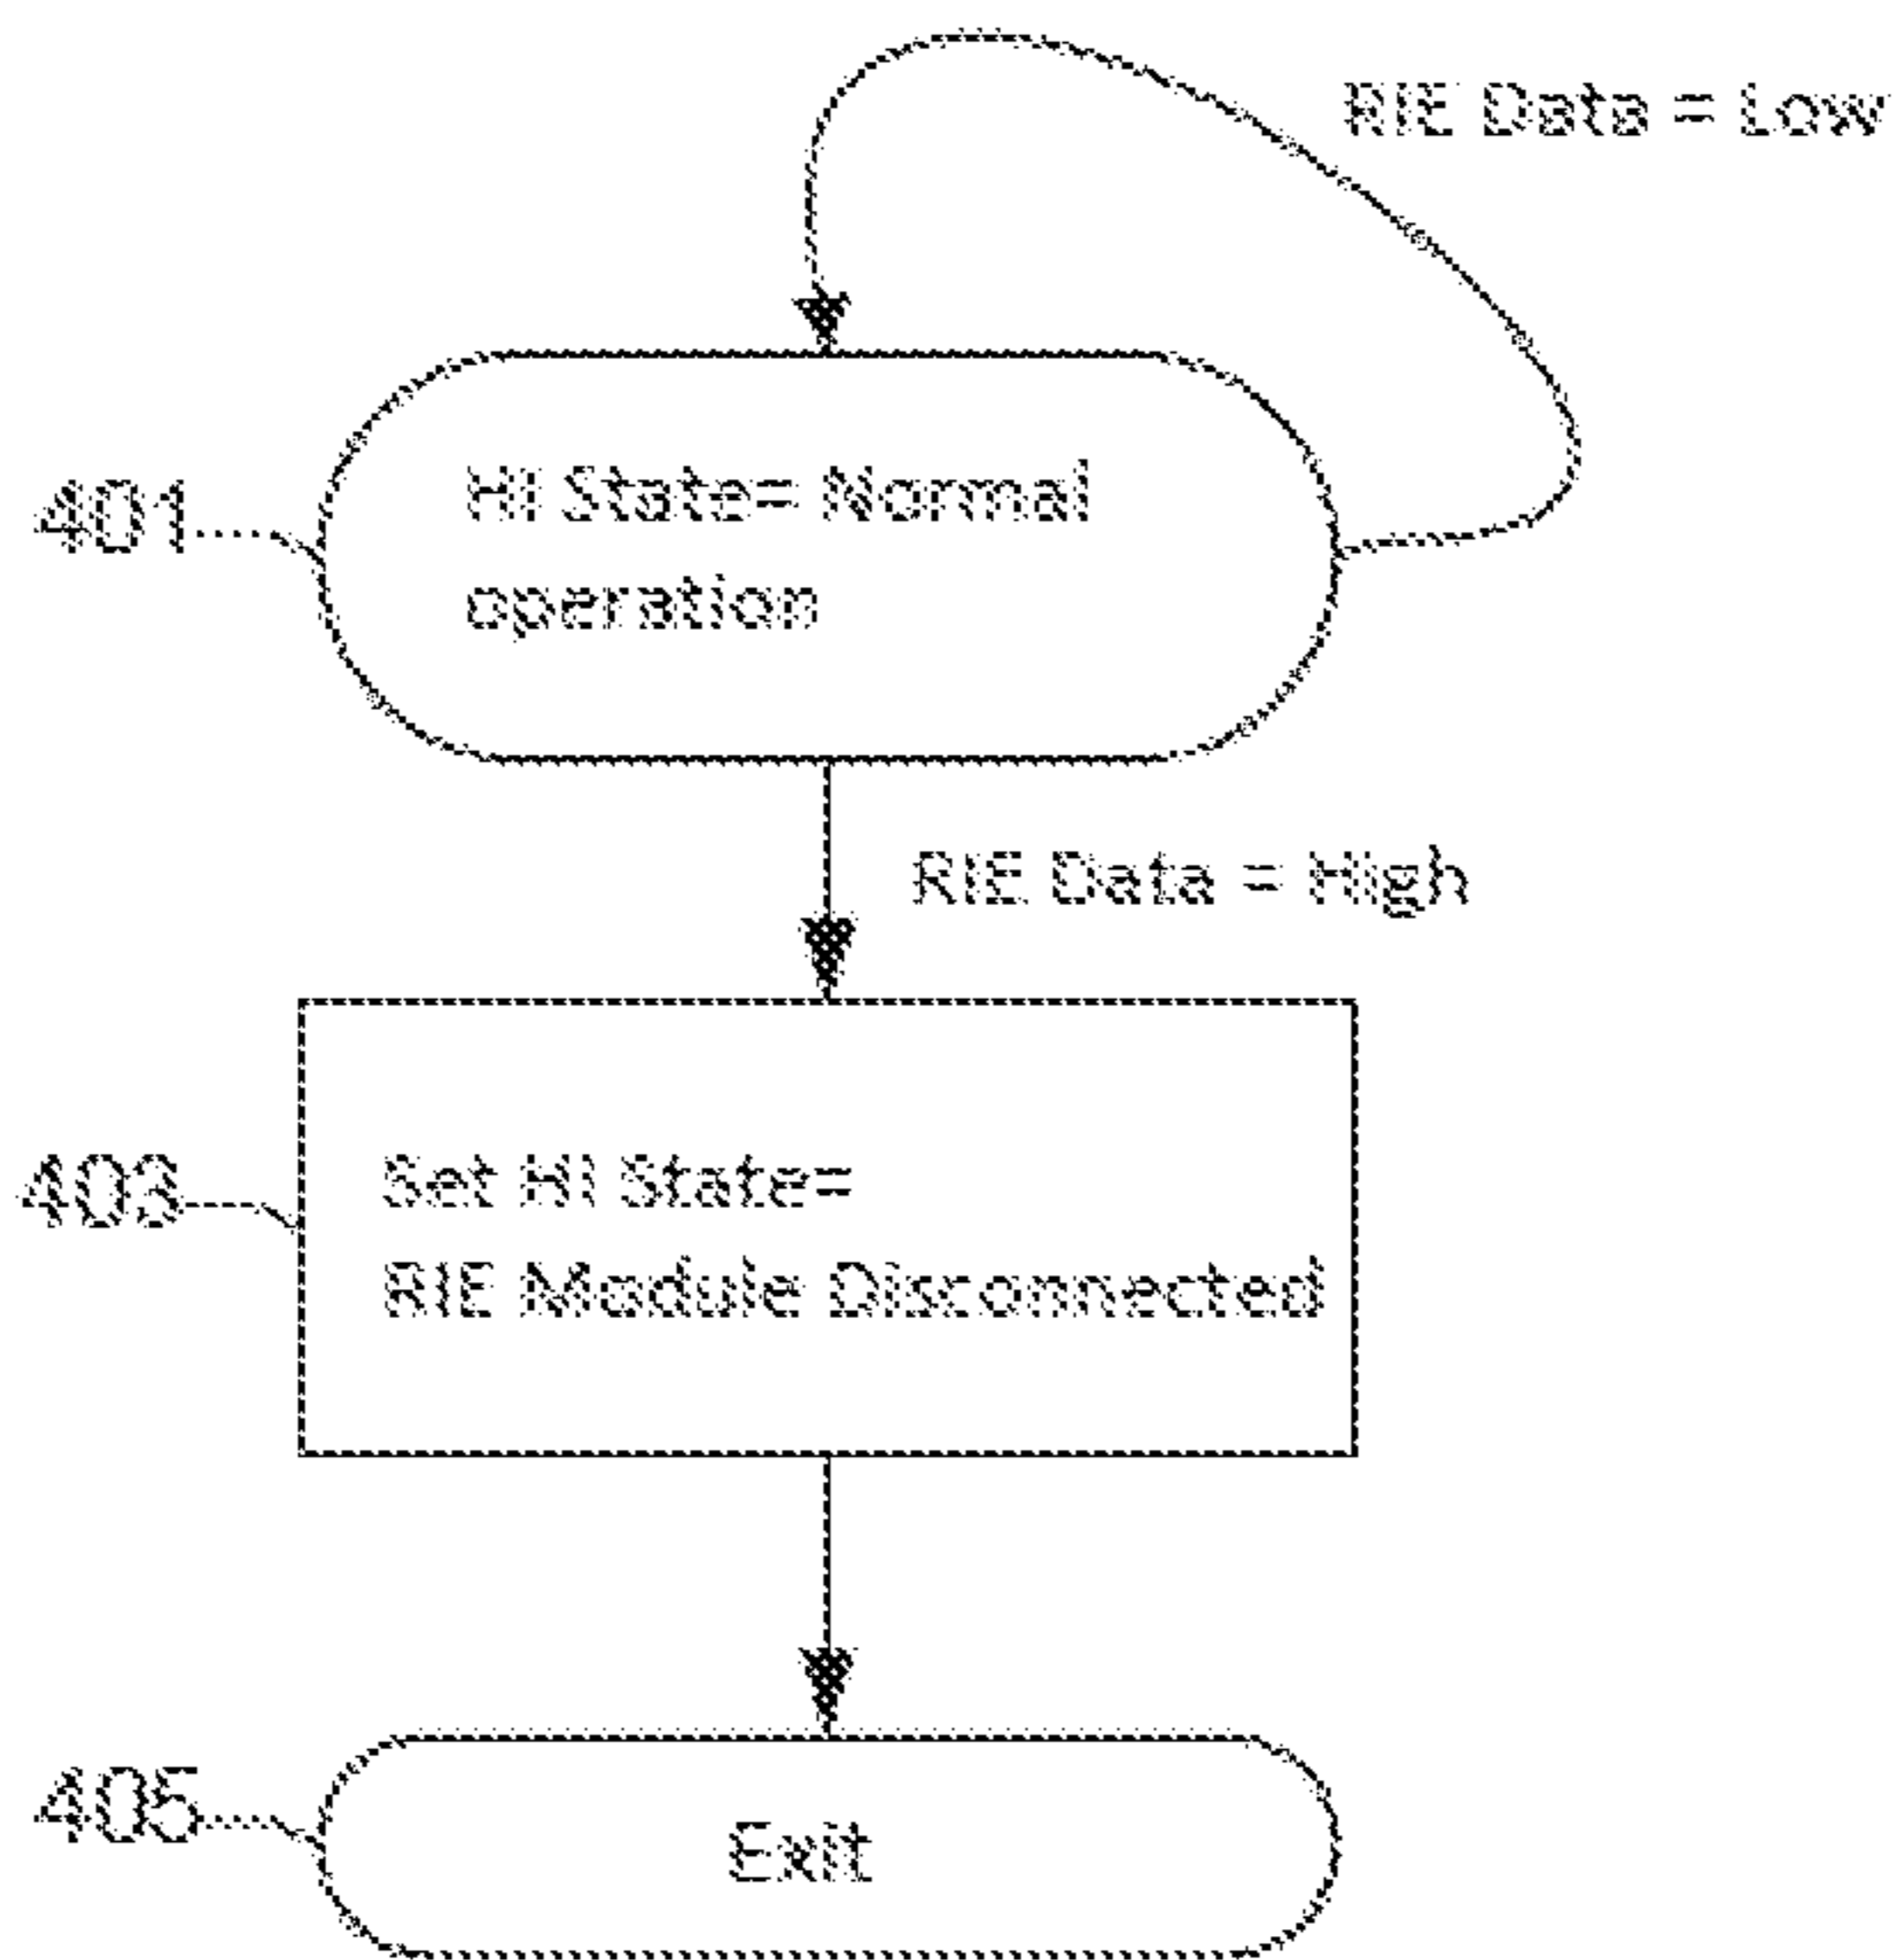 RIE Data = Low
401
HI State= Normal
operation
RIE Data = High
403
Set HI State=
RIE Module Disconnected
405
Exit